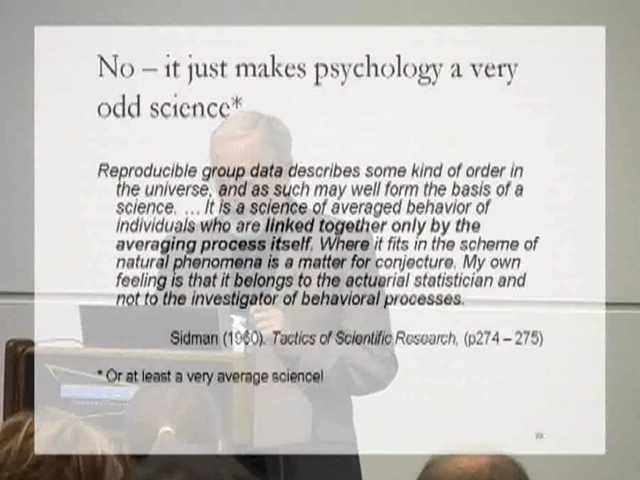 No – it just makes psychology a very
odd science*
Reproducible group data describes some kind of order in
the universe, and as such may well form the basis of a
science. ... It is a science of averaged behavior of
individuals who are linked together only by the
averaging process itself. Where it fits in the scheme of
natural phenomena is a matter for conjecture. My own
feeling is that it belongs to the actuarial statistician and
not to the investigator of behavioral processes.
Sidman (1960). Tactics of Scientific Research. (p274 – 275)
* Or at least a very average science!